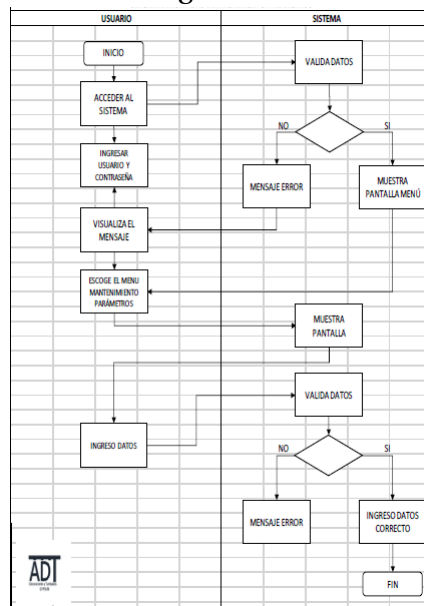 USUARIO
SISTEMA
INICIO
VALIDA DATOS
ACCEDER AL
SISTEMA
NO
SI
INGRESAR
USUARIO Y
CONTRASEÑA
MENSAJE ERROR
MUESTRA
PANTALLA MENÚ
VISUALIZA EL
MENSAJE
ESCOGE EL MENU
MANTENIMIENTO
PARÁMETROS
MUESTRA
PANTALLA
VALIDA DATOS
INGRESO DATOS
NO
SI
MENSAJE ERROR
INGRESO DATOS
CORRECTO
ADT
FIN